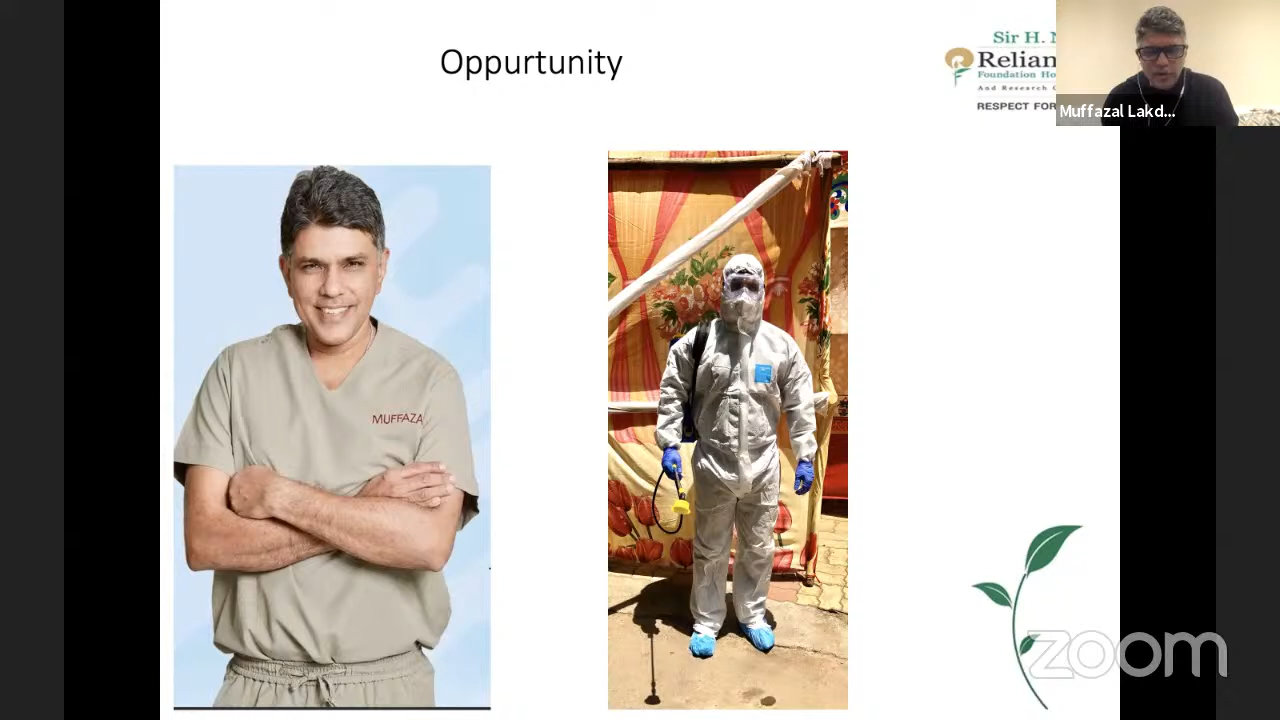 Oppurtunity
Sir H. N
Relian
Foundation Ho
And Research C
RESPECT FOR
Muffazal Lakd...
MUFFAZA
zoom